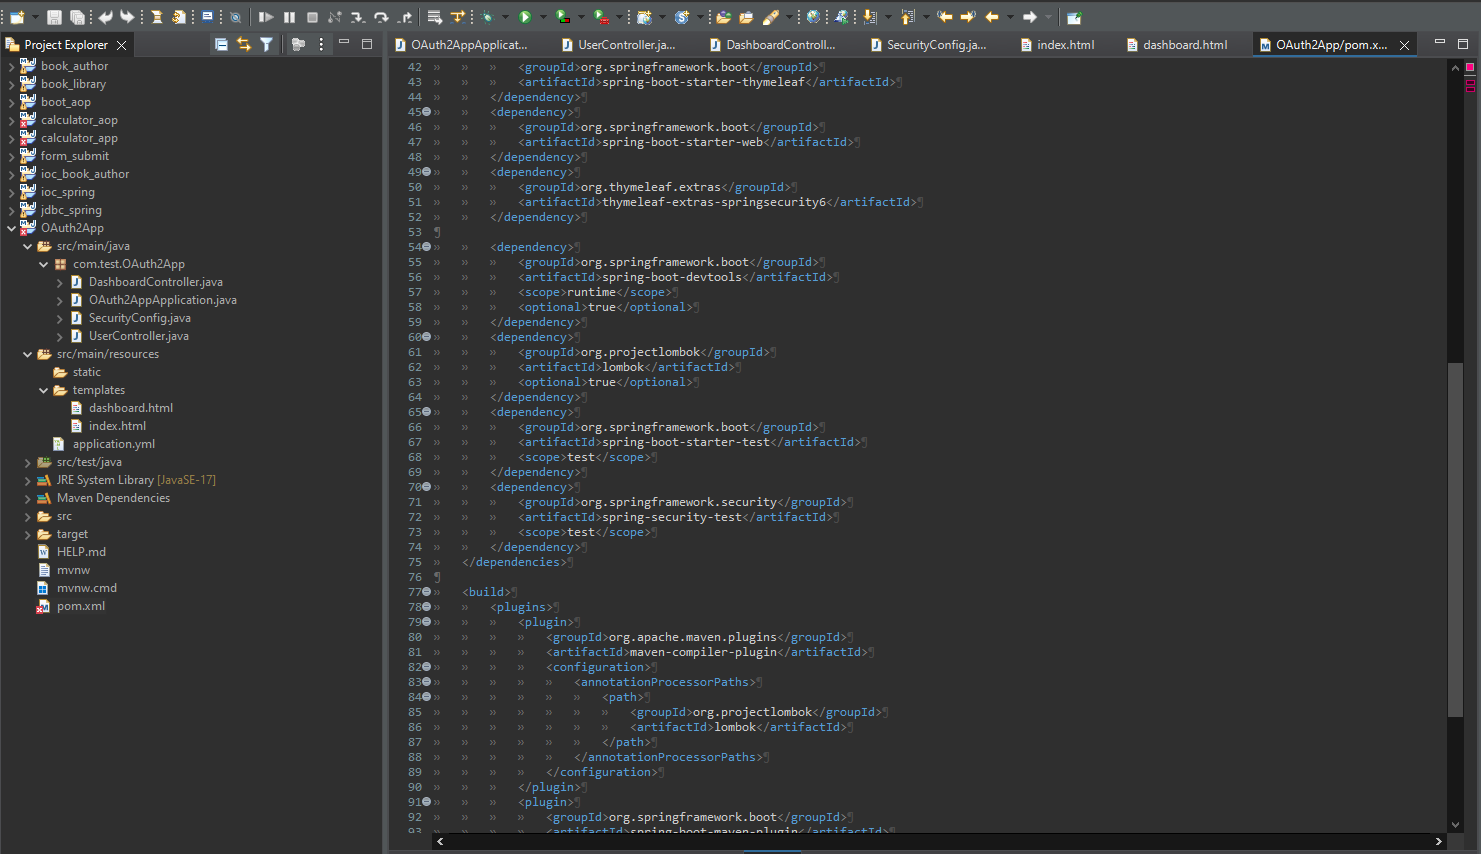 Project Explorer
book_author
book_library
boot_aop
calculator_aop
calculator_app
form_submit
ioc_book_author
ioc_spring
jdbc_spring
OAuth2App
src/main/java
com.test.OAuth2App
DashboardController.java
OAuth2AppApplication.java
SecurityConfig.java
UserController.java
src/main/resources
static
templates
dashboard.html
index.html
application.yml
src/test/java
JRE System Library [JavaSE-17]
Maven Dependencies
src
target
HELP.md
mvnw
mvnw.cmd
pom.xml
OAuth2AppApplicat... UserController.ja... DashboardControll... SecurityConfig.ja... index.html dashboard.html OAuth2App/pom.x...
42 » » » <groupId>org.springframework.boot</groupId>¶
43 » » » <artifactId>spring-boot-starter-thymeleaf</artifactId>¶
44 » » </dependency>¶
45 » » <dependency>¶
46 » » » <groupId>org.springframework.boot</groupId>¶
47 » » » <artifactId>spring-boot-starter-web</artifactId>¶
48 » » </dependency>¶
49 » » <dependency>¶
50 » » » <groupId>org.thymeleaf.extras</groupId>¶
51 » » » <artifactId>thymeleaf-extras-springsecurity6</artifactId>¶
52 » » </dependency>¶
53 ¶
54 » » <dependency>¶
55 » » » <groupId>org.springframework.boot</groupId>¶
56 » » » <artifactId>spring-boot-devtools</artifactId>¶
57 » » » <scope>runtime</scope>¶
58 » » » <optional>true</optional>¶
59 » » </dependency>¶
60 » » <dependency>¶
61 » » » <groupId>org.projectlombok</groupId>¶
62 » » » <artifactId>lombok</artifactId>¶
63 » » » <optional>true</optional>¶
64 » » </dependency>¶
65 » » <dependency>¶
66 » » » <groupId>org.springframework.boot</groupId>¶
67 » » » <artifactId>spring-boot-starter-test</artifactId>¶
68 » » » <scope>test</scope>¶
69 » » </dependency>¶
70 » » <dependency>¶
71 » » » <groupId>org.springframework.security</groupId>¶
72 » » » <artifactId>spring-security-test</artifactId>¶
73 » » » <scope>test</scope>¶
74 » » </dependency>¶
75 » </dependencies>¶
76 ¶
77 » <build>¶
78 » » <plugins>¶
79 » » » <plugin>¶
80 » » » » <groupId>org.apache.maven.plugins</groupId>¶
81 » » » » <artifactId>maven-compiler-plugin</artifactId>¶
82 » » » » <configuration>¶
83 » » » » » <annotationProcessorPaths>¶
84 » » » » » » <path>¶
85 » » » » » » » <groupId>org.projectlombok</groupId>¶
86 » » » » » » » <artifactId>lombok</artifactId>¶
87 » » » » » » </path>¶
88 » » » » » </annotationProcessorPaths>¶
89 » » » » </configuration>¶
90 » » » </plugin>¶
91 » » » <plugin>¶
92 » » » » <groupId>org.springframework.boot</groupId>¶
93 » » » » <artifactId>spring-boot-maven-plugin</artifactId>¶